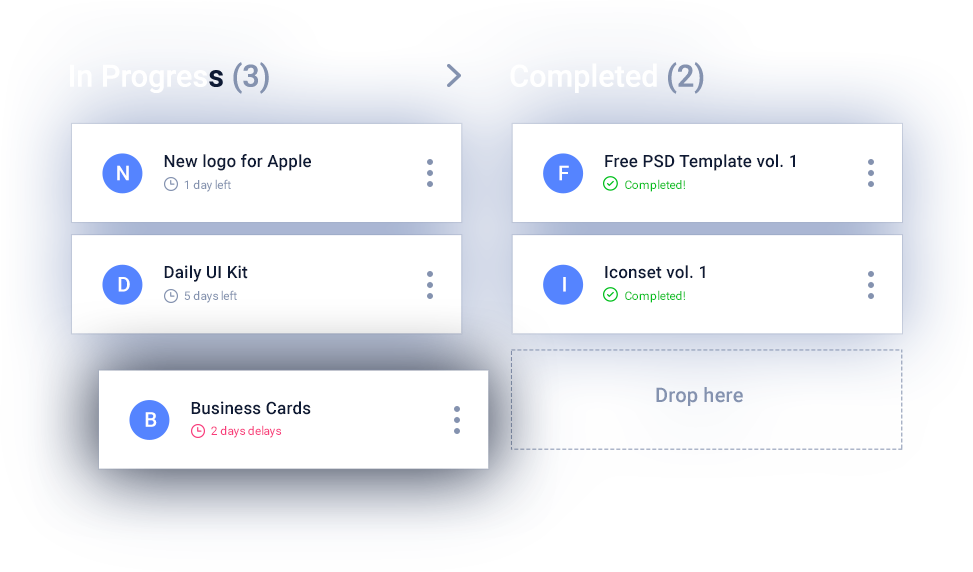 In Progress (3)
N
New logo for Apple
1 day left
D
Daily UI Kit
5 days left
B
Business Cards
2 days delays
Completed (2)
F
Free PSD Template vol. 1
Completed!
I
Iconset vol. 1
Completed!
Drop here